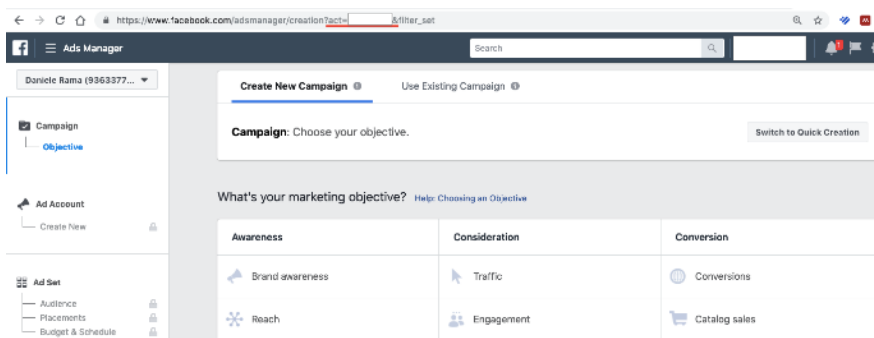 https://www.facebook.com/adsmanager/creation?act= &filter_set
Ads Manager
Search
Daniele Rama (9363377... 
Create New Campaign
Use Existing Campaign
Campaign
Objective
Campaign: Choose your objective.
Switch to Quick Creation
Ad Account
Create New
What's your marketing objective? Help: Choosing an Objective
Awareness
Consideration
Conversion
Brand awareness
Traffic
Conversions
Ad Set
Audience
Placements
Budget & Schedule
Reach
Engagement
Catalog sales